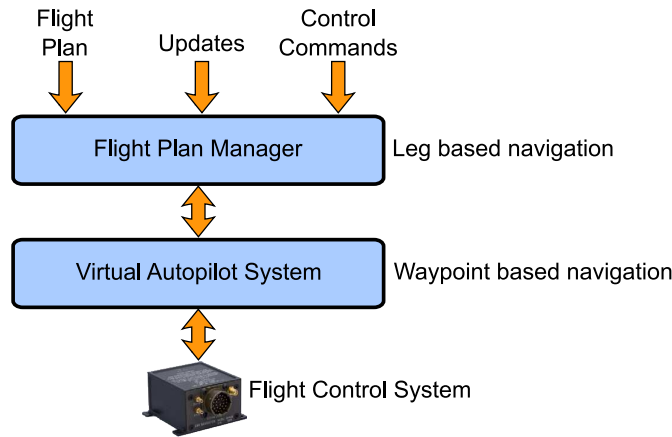 Flight
Plan
Updates
Control
Commands
Flight Plan Manager
Leg based navigation
Virtual Autopilot System
Waypoint based navigation
Flight Control System